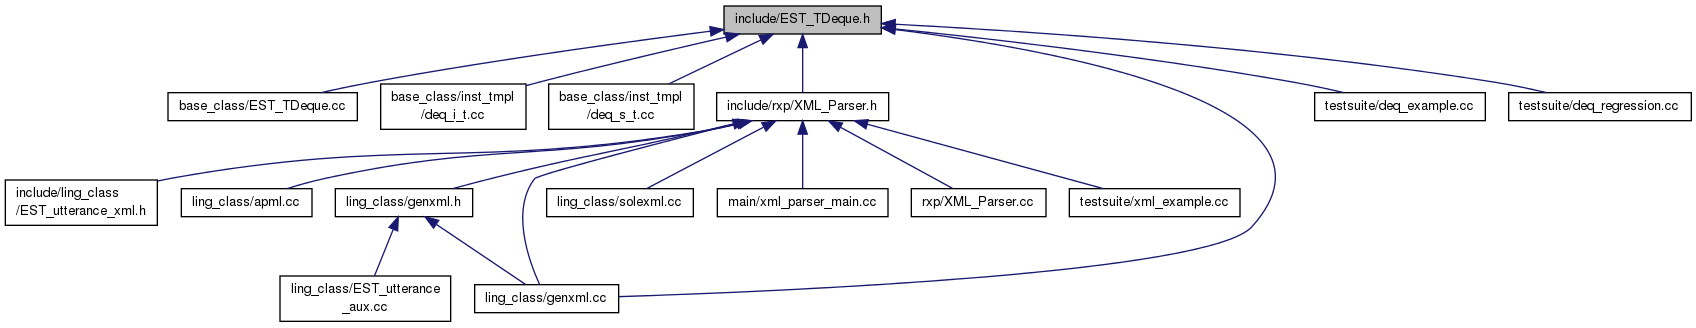 include/EST_TDeque.h
base_class/EST_TDeque.cc
base_class/inst_tmpl
/deq_i_t.cc
base_class/inst_tmpl
/deq_s_t.cc
include/rxp/XML_Parser.h
testsuite/deq_example.cc
testsuite/deq_regression.cc
include/ling_class
/EST_utterance_xml.h
ling_class/apml.cc
ling_class/genxml.h
ling_class/solexml.cc
main/xml_parser_main.cc
rxp/XML_Parser.cc
testsuite/xml_example.cc
ling_class/EST_utterance
_aux.cc
ling_class/genxml.cc